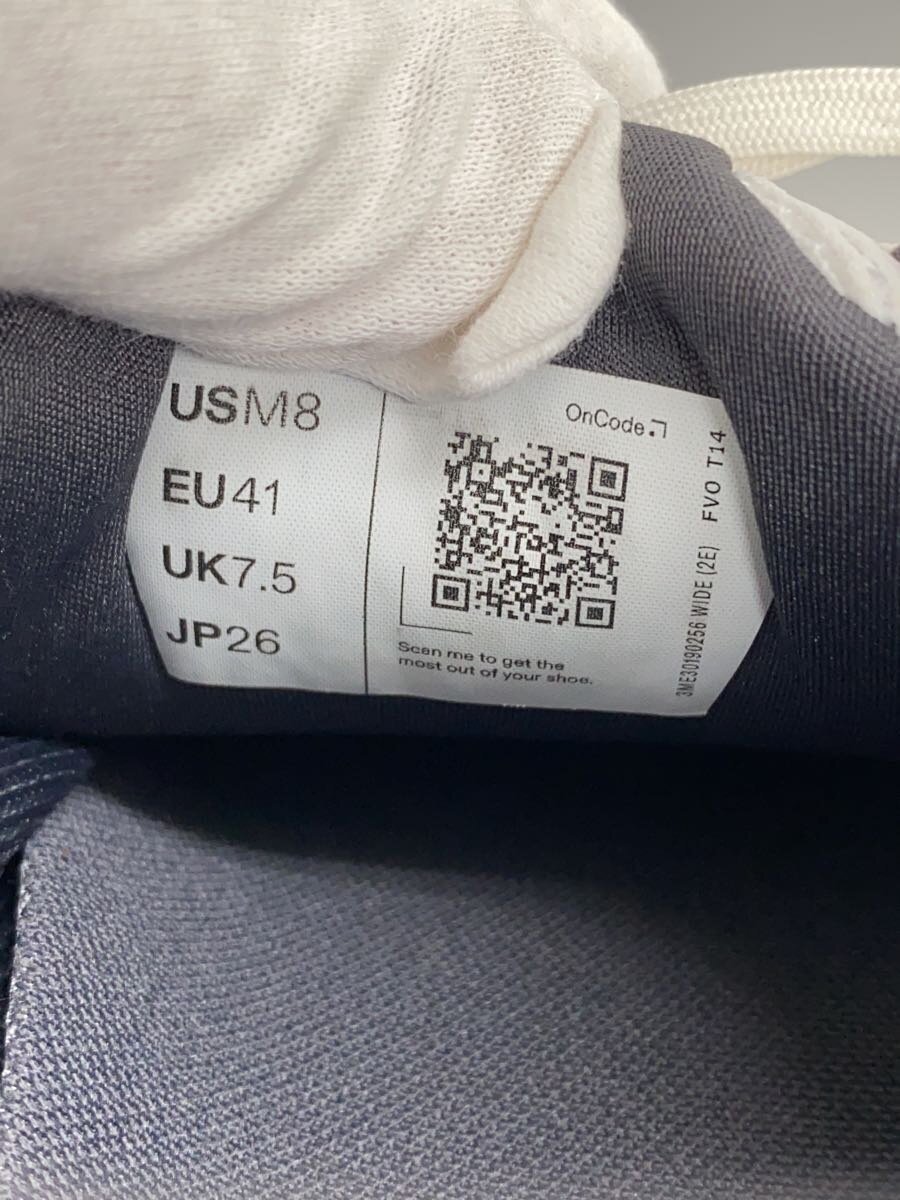 USM8
EU41
UK7.5
JP26
OnCode
Scan me to get the
most out of your shoe.
3ME30190256 WIDE (2E) FVO T14